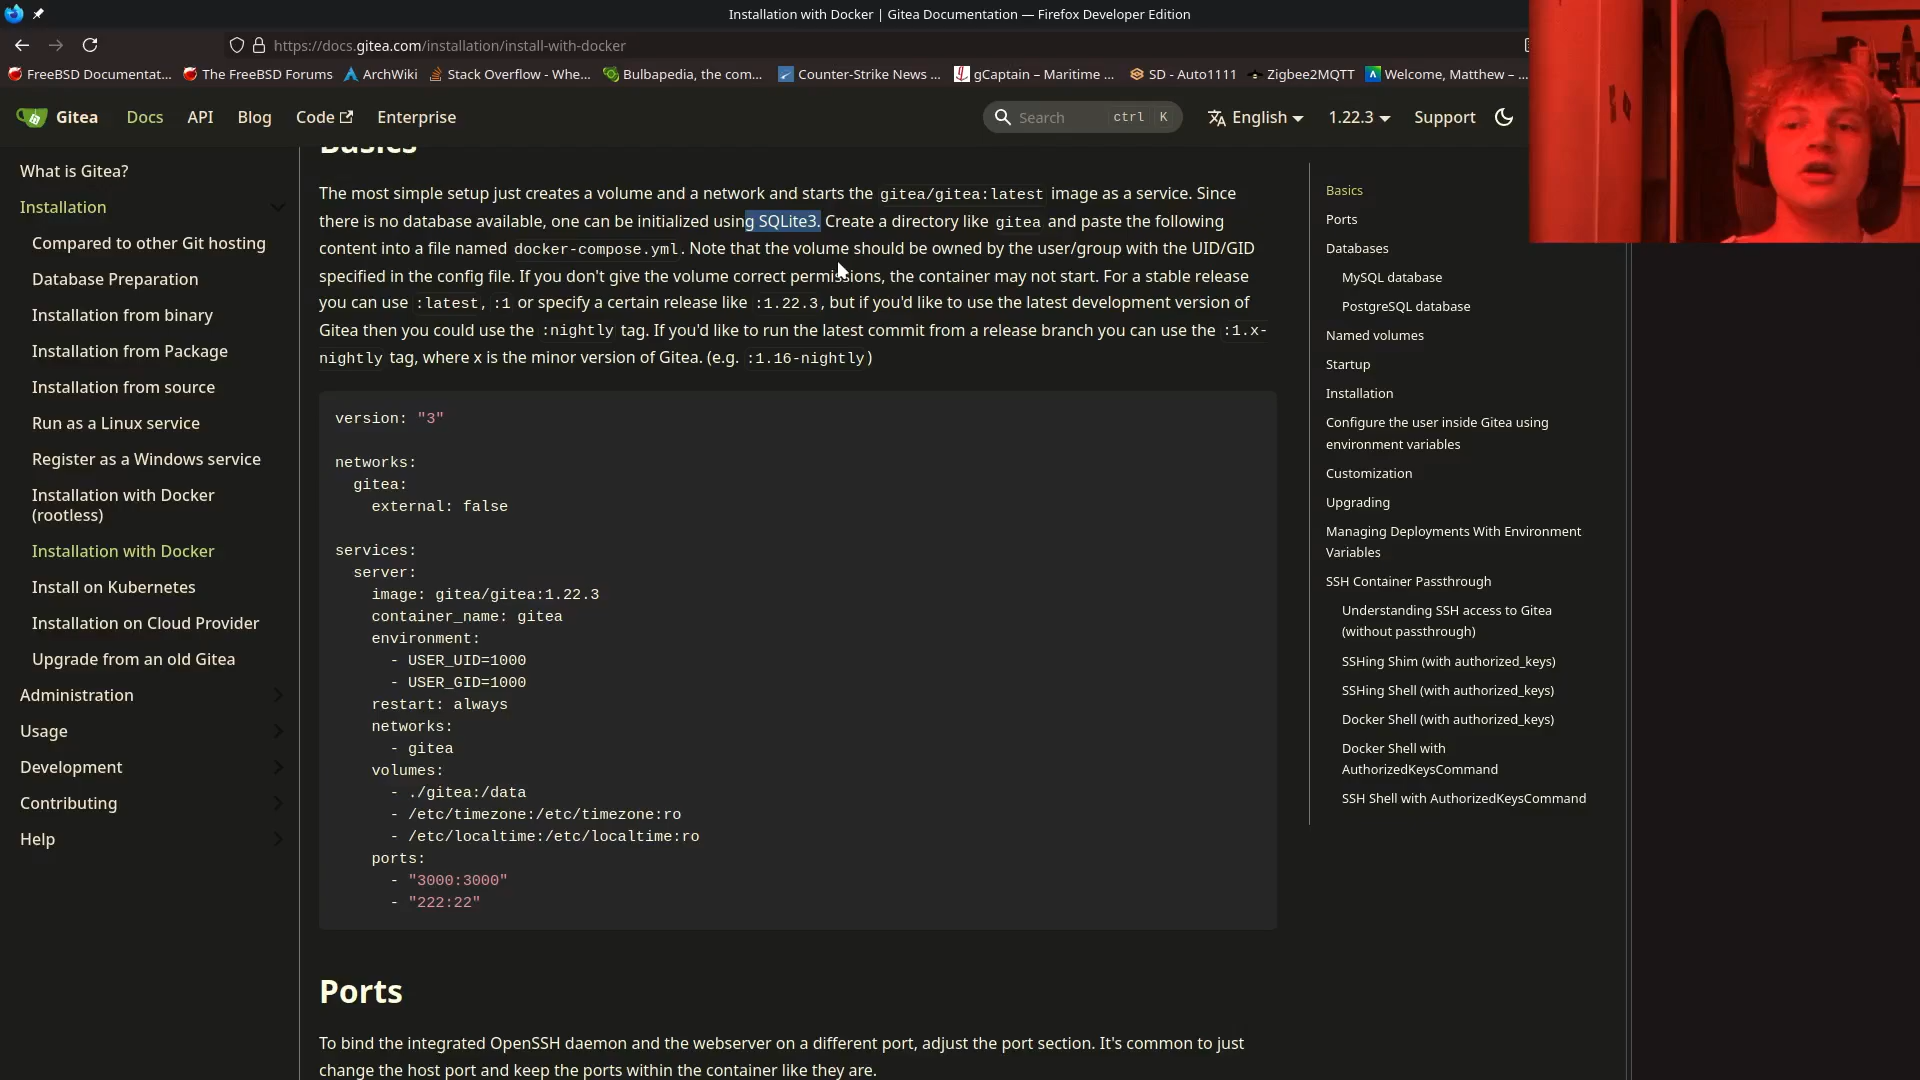 Installation with Docker | Gitea Documentation — Firefox Developer Edition
https://docs.gitea.com/installation/install-with-docker
FreeBSD Documentat...
The FreeBSD Forums
ArchWiki
Stack Overflow - Whe...
Bulbapedia, the com...
Counter-Strike News ...
gCaptain – Maritime ...
SD - Auto1111
Zigbee2MQTT
Welcome, Matthew – ...
Gitea
Docs
API
Blog
Code
Enterprise
Search
ctrl K
English
1.22.3
Support
What is Gitea?
Installation
Compared to other Git hosting
Database Preparation
Installation from binary
Installation from Package
Installation from source
Run as a Linux service
Register as a Windows service
Installation with Docker
(rootless)
Installation with Docker
Install on Kubernetes
Installation on Cloud Provider
Upgrade from an old Gitea
Administration
Usage
Development
Contributing
Help
Basics
The most simple setup just creates a volume and a network and starts the gitea/gitea:latest image as a service. Since
there is no database available, one can be initialized using SQLite3. Create a directory like gitea and paste the following
content into a file named docker-compose.yml. Note that the volume should be owned by the user/group with the UID/GID
specified in the config file. If you don't give the volume correct permissions, the container may not start. For a stable release
you can use :latest, :1 or specify a certain release like :1.22.3, but if you'd like to use the latest development version of
Gitea then you could use the :nightly tag. If you'd like to run the latest commit from a release branch you can use the :1.x-
nightly tag, where x is the minor version of Gitea. (e.g. :1.16-nightly)
version: "3"
networks:
gitea:
external: false
services:
server:
image: gitea/gitea:1.22.3
container_name: gitea
environment:
- USER_UID=1000
- USER_GID=1000
restart: always
networks:
- gitea
volumes:
- ./gitea:/data
- /etc/timezone:/etc/timezone:ro
- /etc/localtime:/etc/localtime:ro
ports:
- "3000:3000"
- "222:22"
Ports
To bind the integrated OpenSSH daemon and the webserver on a different port, adjust the port section. It's common to just
change the host port and keep the ports within the container like they are.
Basics
Ports
Databases
MySQL database
PostgreSQL database
Named volumes
Startup
Installation
Configure the user inside Gitea using
environment variables
Customization
Upgrading
Managing Deployments With Environment
Variables
SSH Container Passthrough
Understanding SSH access to Gitea
(without passthrough)
SSHing Shim (with authorized_keys)
SSHing Shell (with authorized_keys)
Docker Shell (with authorized_keys)
Docker Shell with
AuthorizedKeysCommand
SSH Shell with AuthorizedKeysCommand